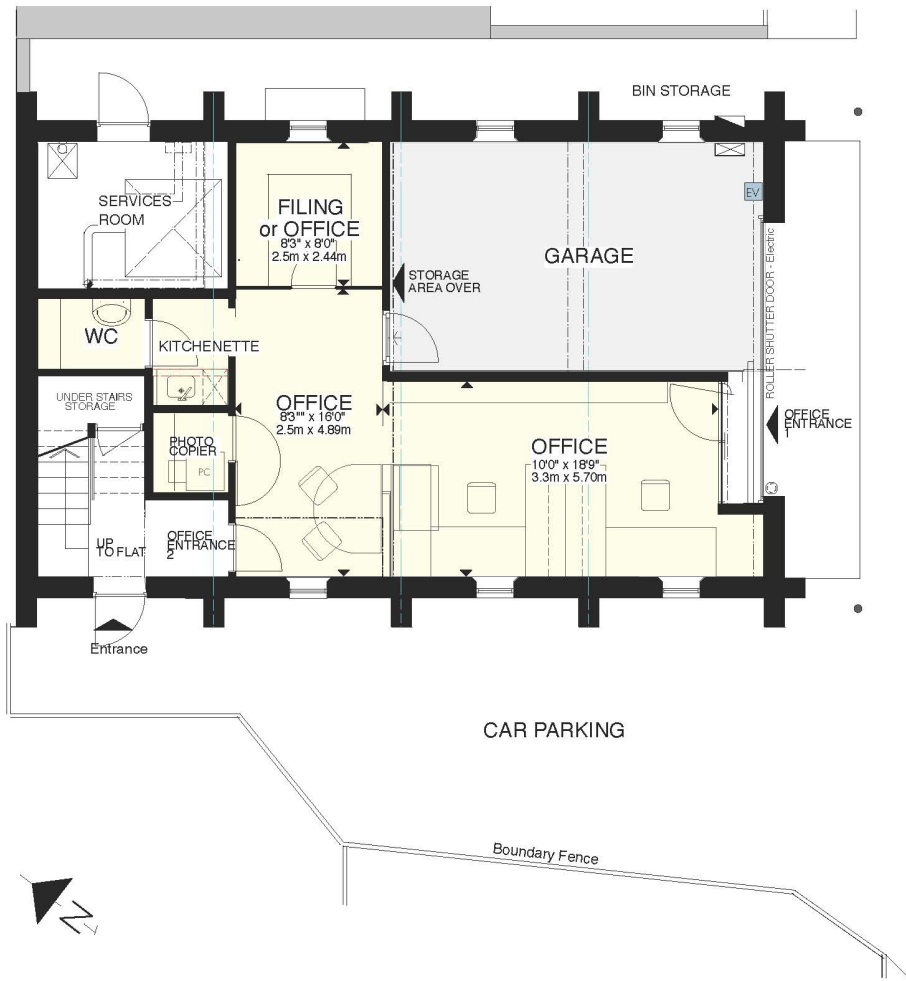 BIN STORAGE
SERVICES
ROOM
FILING
or OFFICE
8'3" x 8'0"
2.5m x 2.44m
EV
GARAGE
STORAGE
AREA OVER
ROLLER SHUTTER DOOR - Electric
WC
KITCHENETTE
UNDER STAIRS
STORAGE
OFFICE
8'3"" x 16'0"
2.5m x 4.89m
OFFICE
10'0" x 18'9"
3.3m x 5.70m
OFFICE
ENTRANCE
1
PHOTO
COPIER
PC
UP
TO FLAT
OFFICE
ENTRANCE
2
Entrance
CAR PARKING
Boundary Fence
N